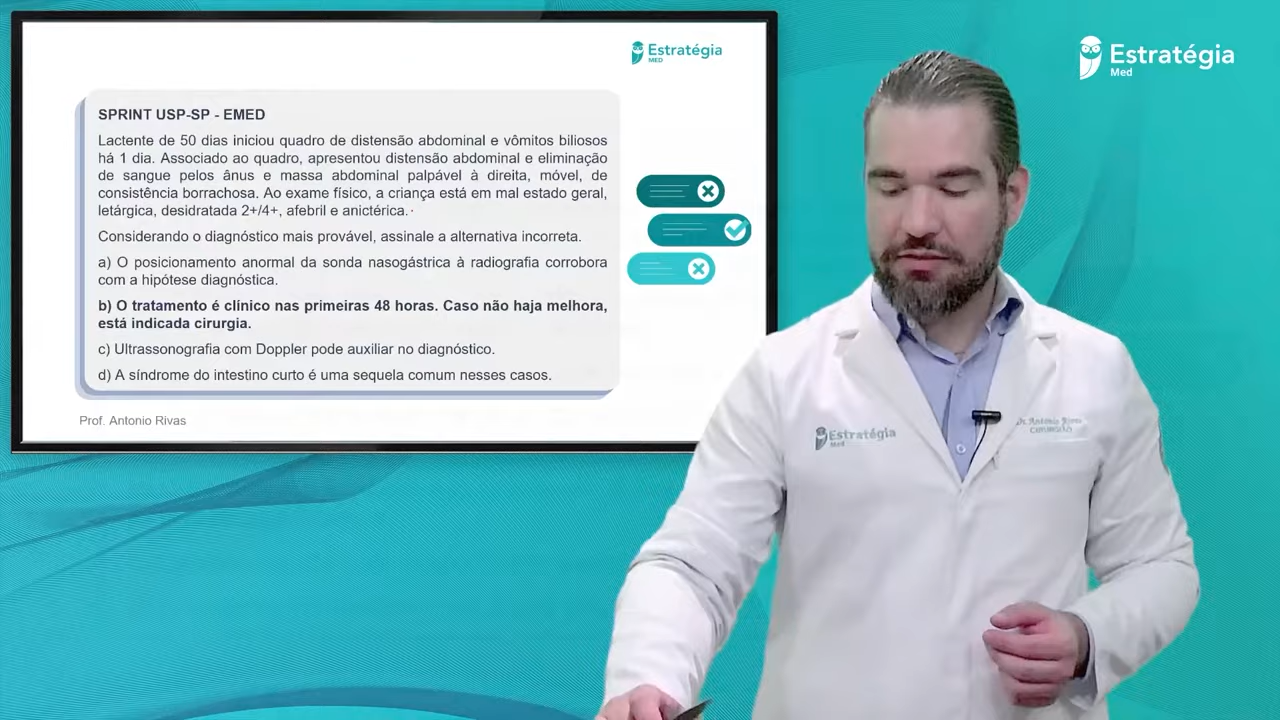 Estratégia
MED
SPRINT USP-SP - EMED
Lactente de 50 dias iniciou quadro de distensão abdominal e vômitos biliosos
há 1 dia. Associado ao quadro, apresentou distensão abdominal e eliminação
de sangue pelos ânus e massa abdominal palpável à direita, móvel, de
consistência borrachosa. Ao exame físico, a criança está em mal estado geral,
letárgica, desidratada 2+/4+, afebril e anictérica.
Considerando o diagnóstico mais provável, assinale a alternativa incorreta.
a) O posicionamento anormal da sonda nasogástrica à radiografia corrobora
com a hipótese diagnóstica.
b) O tratamento é clínico nas primeiras 48 horas. Caso não haja melhora,
está indicada cirurgia.
c) Ultrassonografia com Doppler pode auxiliar no diagnóstico.
d) A síndrome do intestino curto é uma sequela comum nesses casos.
Prof. Antonio Rivas
Estratégia
Med
Estratégia
Med
Dr. Antônio Rivas
CIRURGIÃO